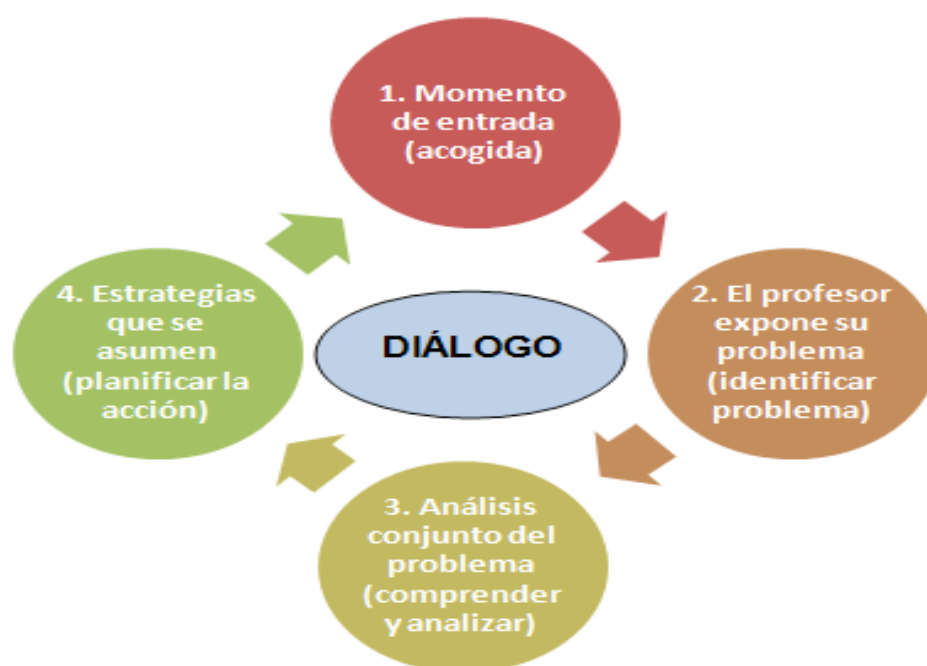 1. Momento
de entrada
(acogida)
2. El profesor
expone su
problema
(identificar
problema)
3. Análisis
conjunto del
problema
(comprender
y analizar)
4. Estrategias
que se
asumen
(planificar la
acción)
DIÁLOGO